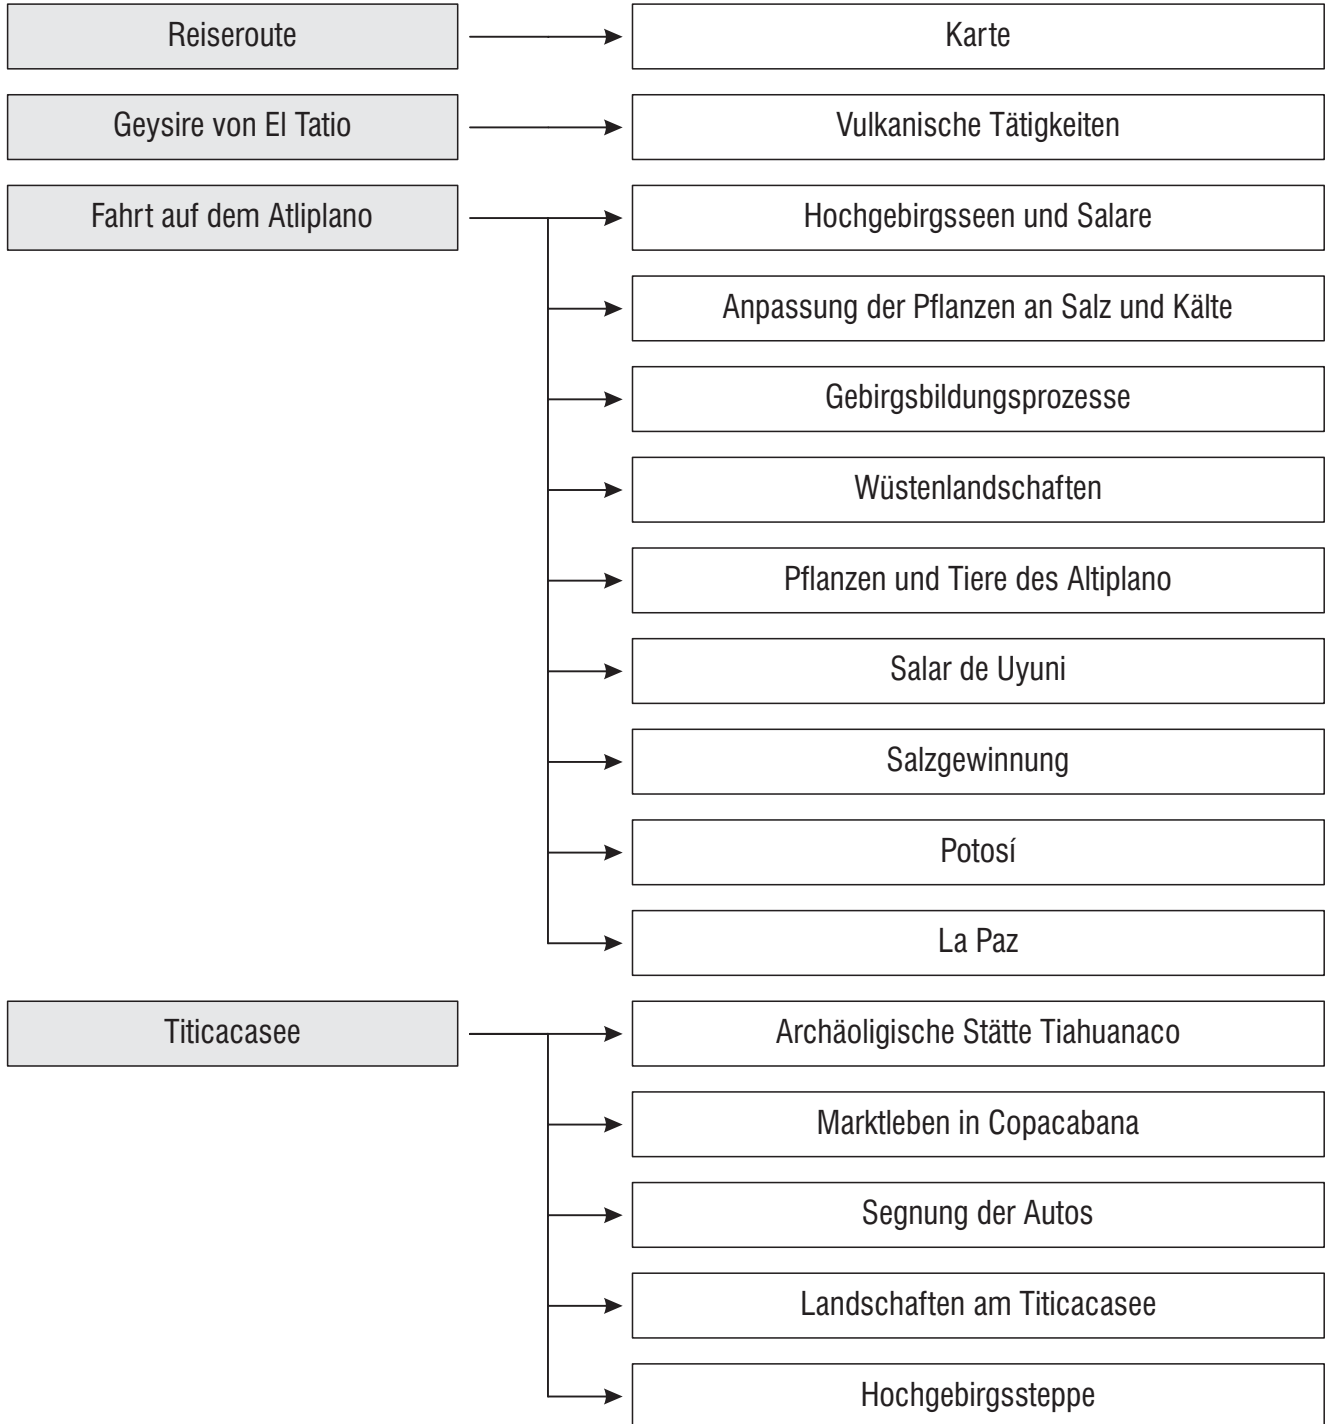 Reiseroute
Karte
Geysire von El Tatio
Vulkanische Tätigkeiten
Fahrt auf dem Atliplano
Hochgebirgsseen und Salare
Anpassung der Pflanzen an Salz und Kälte
Gebirgsbildungsprozesse
Wüstenlandschaften
Pflanzen und Tiere des Altiplano
Salar de Uyuni
Salzgewinnung
Potosí
La Paz
Titicacasee
Archäoligische Stätte Tiahuanaco
Marktleben in Copacabana
Segnung der Autos
Landschaften am Titicacasee
Hochgebirgssteppe